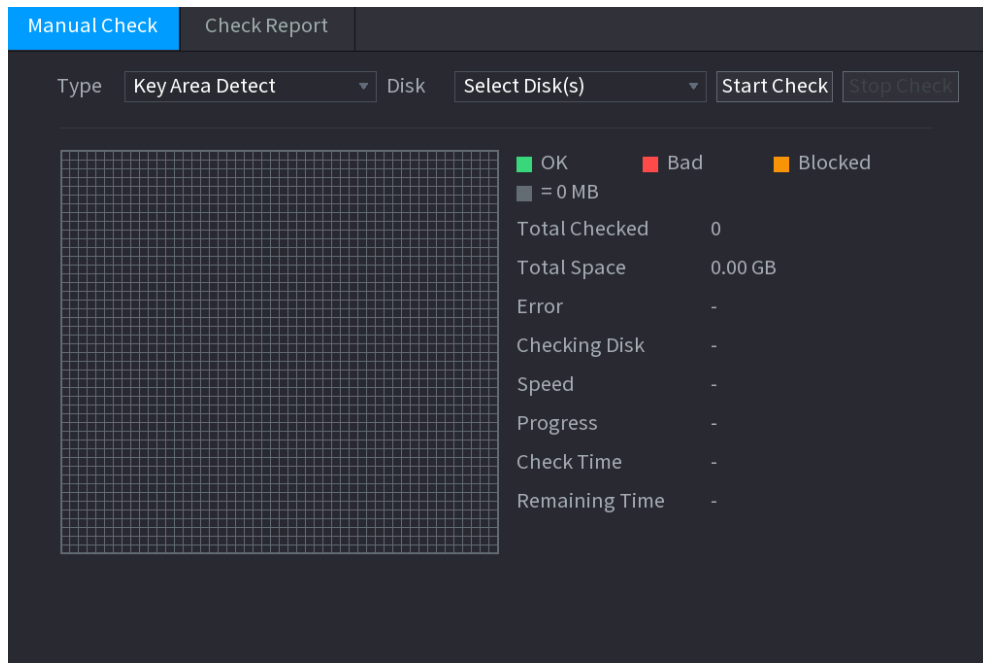 Manual Check Check Report
Type Key Area Detect Disk Select Disk(s) Start Check Stop Check
OK Bad Blocked
= 0 MB
Total Checked 0
Total Space 0.00 GB
Error -
Checking Disk -
Speed -
Progress -
Check Time -
Remaining Time -